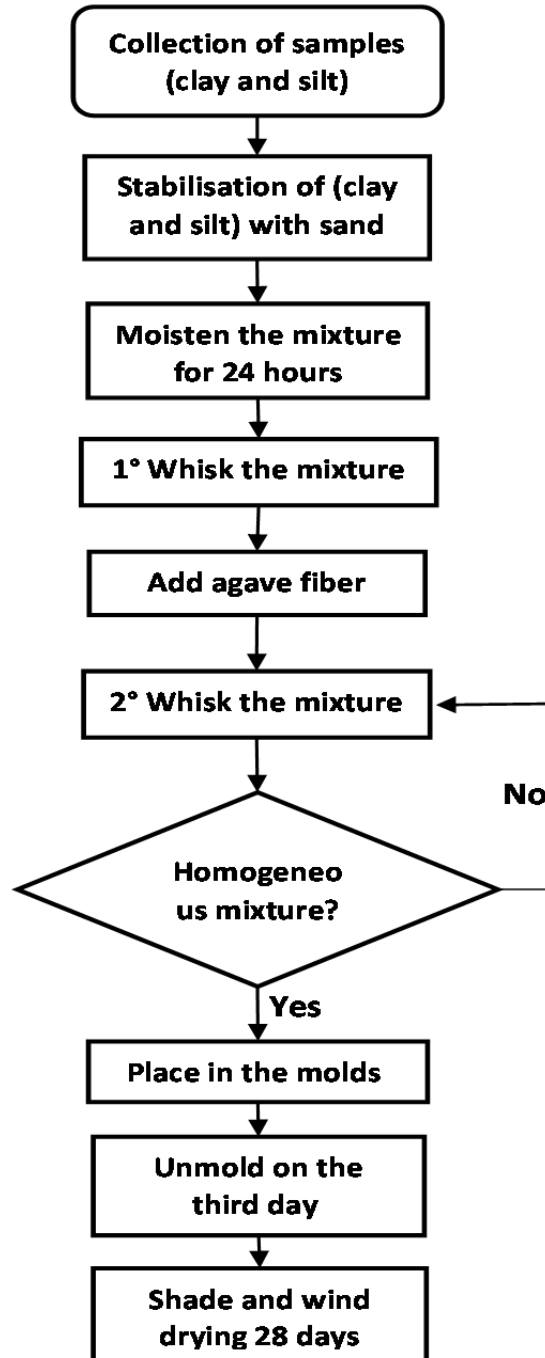 Collection of samples
(clay and silt)
Stabilisation of (clay
and silt) with sand
Moisten the mixture
for 24 hours
1° Whisk the mixture
Add agave fiber
2° Whisk the mixture
No
Homogeneo
us mixture?
Yes
Place in the molds
Unmold on the
third day
Shade and wind
drying 28 days